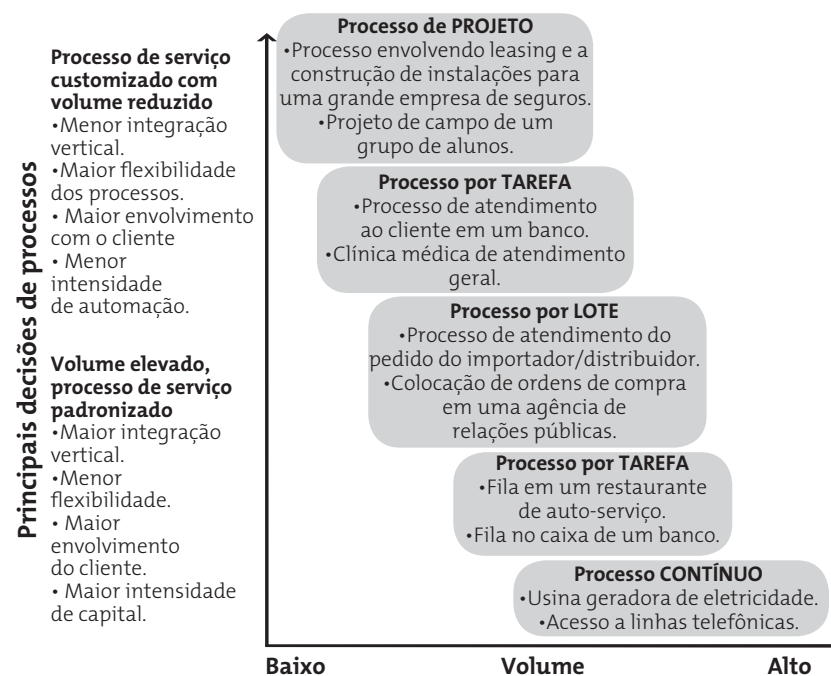 Principais decisões de processos
Processo de serviço
customizado com
volume reduzido
•Menor integração
vertical.
•Maior flexibilidade
dos processos.
• Maior envolvimento
com o cliente
• Menor
intensidade
de automação.
Volume elevado,
processo de serviço
padronizado
•Maior integração
vertical.
•Menor
flexibilidade.
• Maior
envolvimento
do cliente.
• Maior intensidade
de capital.
Processo de PROJETO
•Processo envolvendo leasing e a
construção de instalações para
uma grande empresa de seguros.
•Projeto de campo de um
grupo de alunos.
Processo por TAREFA
•Processo de atendimento
ao cliente em um banco.
•Clínica médica de atendimento
geral.
Processo por LOTE
•Processo de atendimento do
pedido do importador/distribuidor.
•Colocação de ordens de compra
em uma agência de
relações públicas.
Processo por TAREFA
•Fila em um restaurante
de auto-serviço.
•Fila no caixa de um banco.
Processo CONTÍNUO
•Usina geradora de eletricidade.
•Acesso a linhas telefônicas.
Baixo Volume Alto